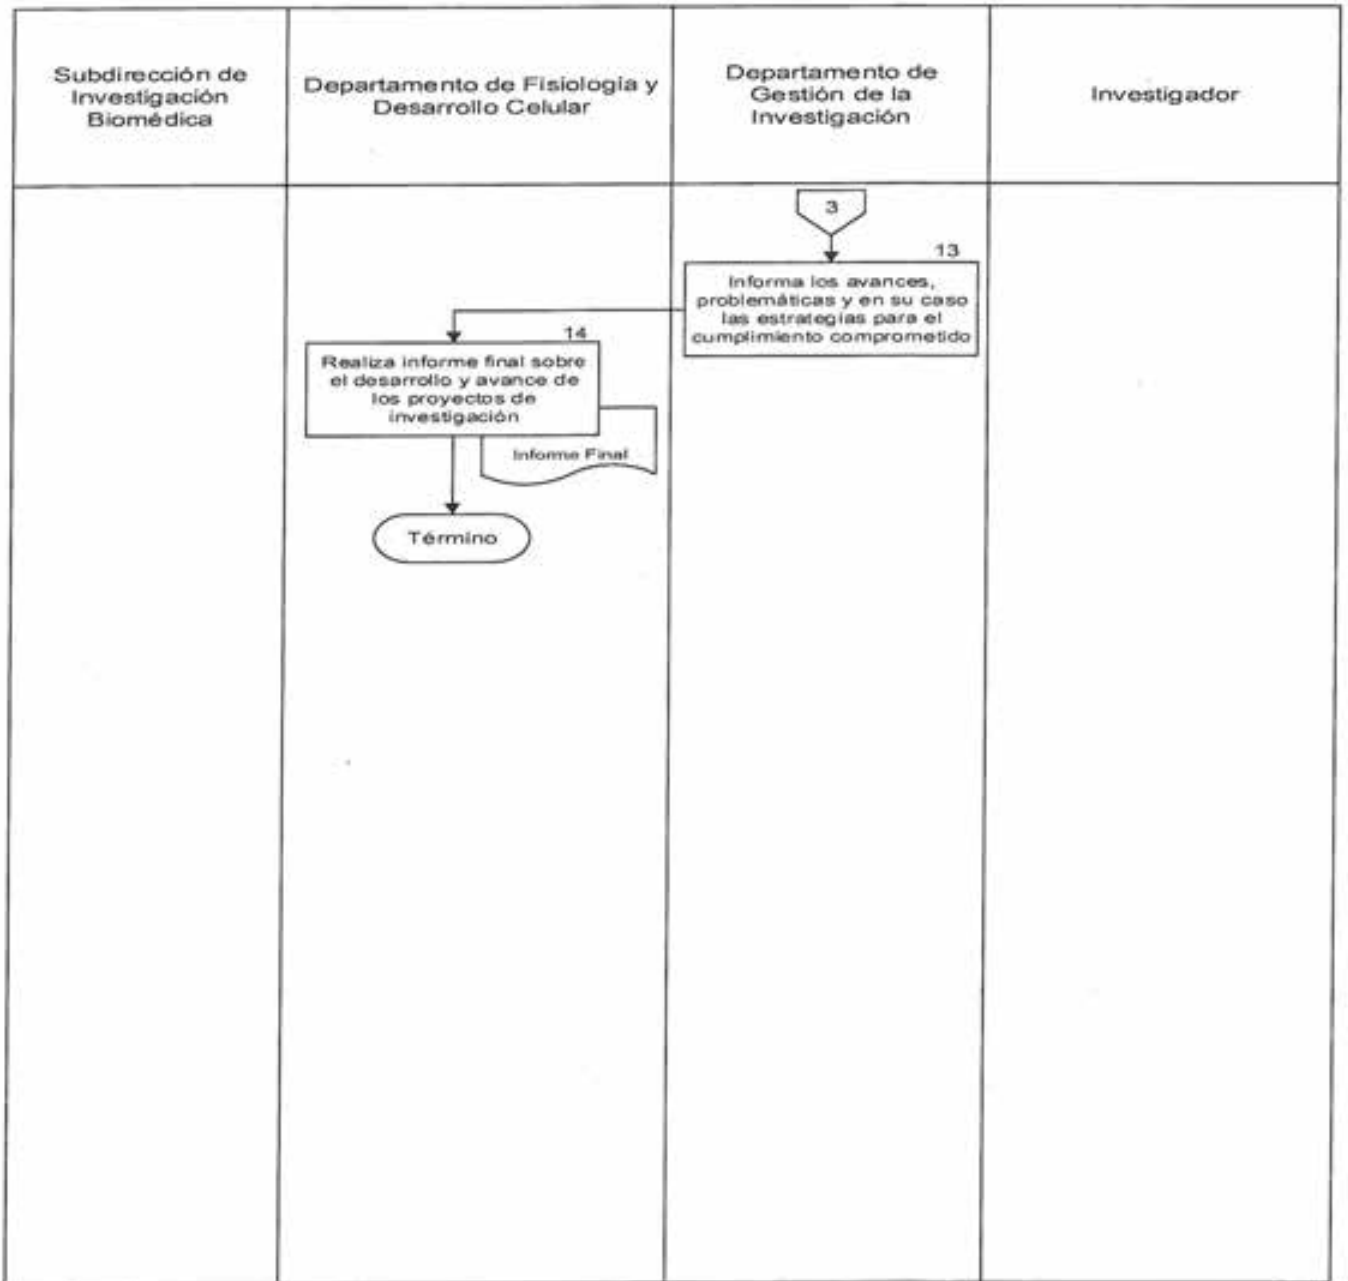 Subdirección de
Investigación
Biomédica
Departamento de Fisiología y
Desarrollo Celular
Departamento de
Gestión de la
Investigación
Investigador
3
13
Informa los avances,
problemáticas y en su caso
las estrategias para el
cumplimiento comprometido
14
Realiza informe final sobre
el desarrollo y avance de
los proyectos de
investigación
Informe Final
Término